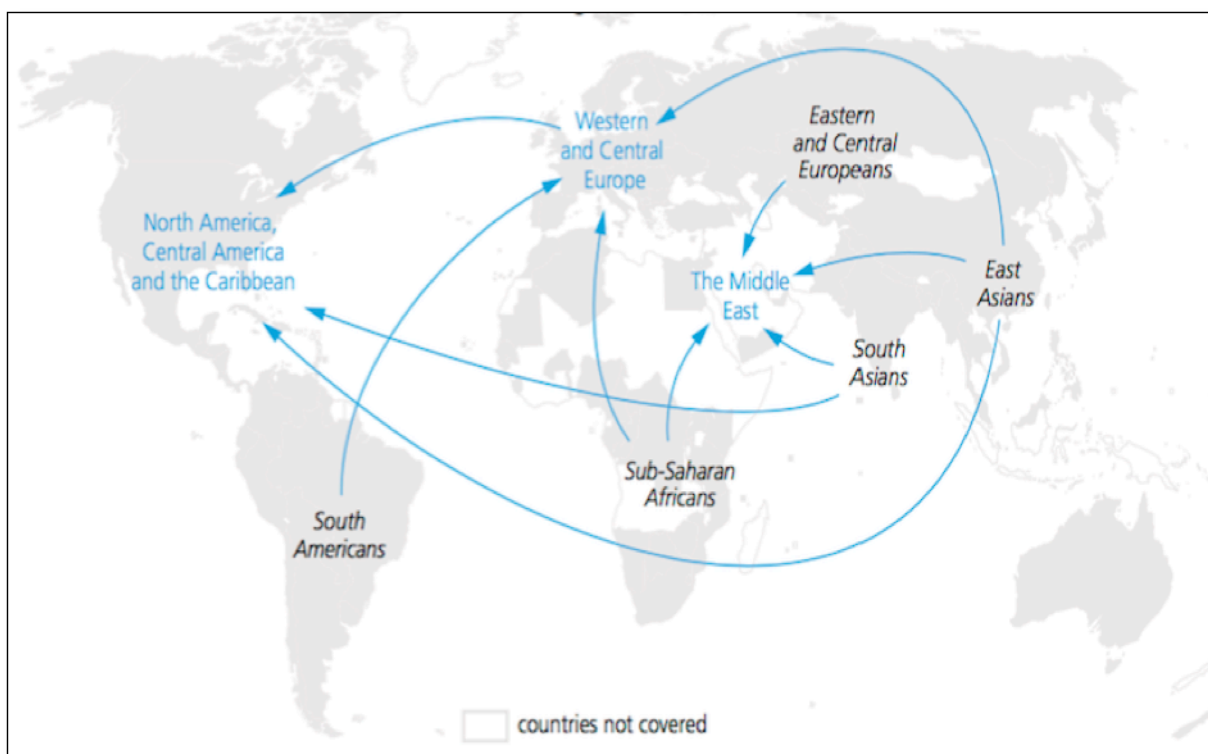 Western
and Central
Europe
Eastern
and Central
Europeans
North America,
Central America
and the Caribbean
The Middle
East
East
Asians
South
Asians
Sub-Saharan
Africans
South
Americans
countries not covered